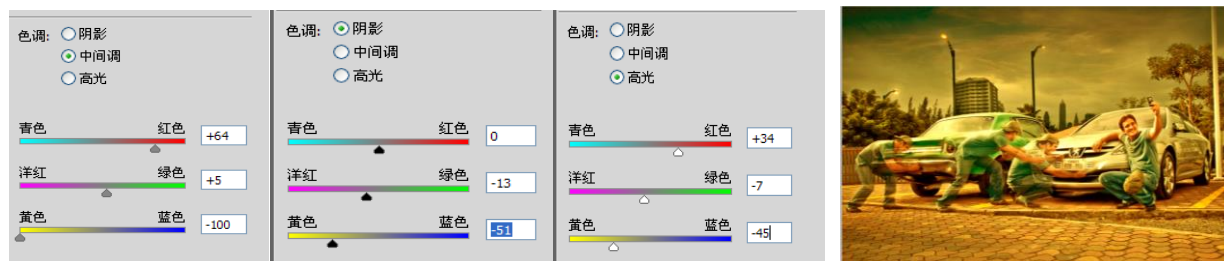 色调: 阴影
中间调
高光
青色 红色 +64
洋红 绿色 +5
黄色 蓝色 -100
色调: 阴影
中间调
高光
青色 红色 0
洋红 绿色 -13
黄色 蓝色 -51
色调: 阴影
中间调
高光
青色 红色 +34
洋红 绿色 -7
黄色 蓝色 -45